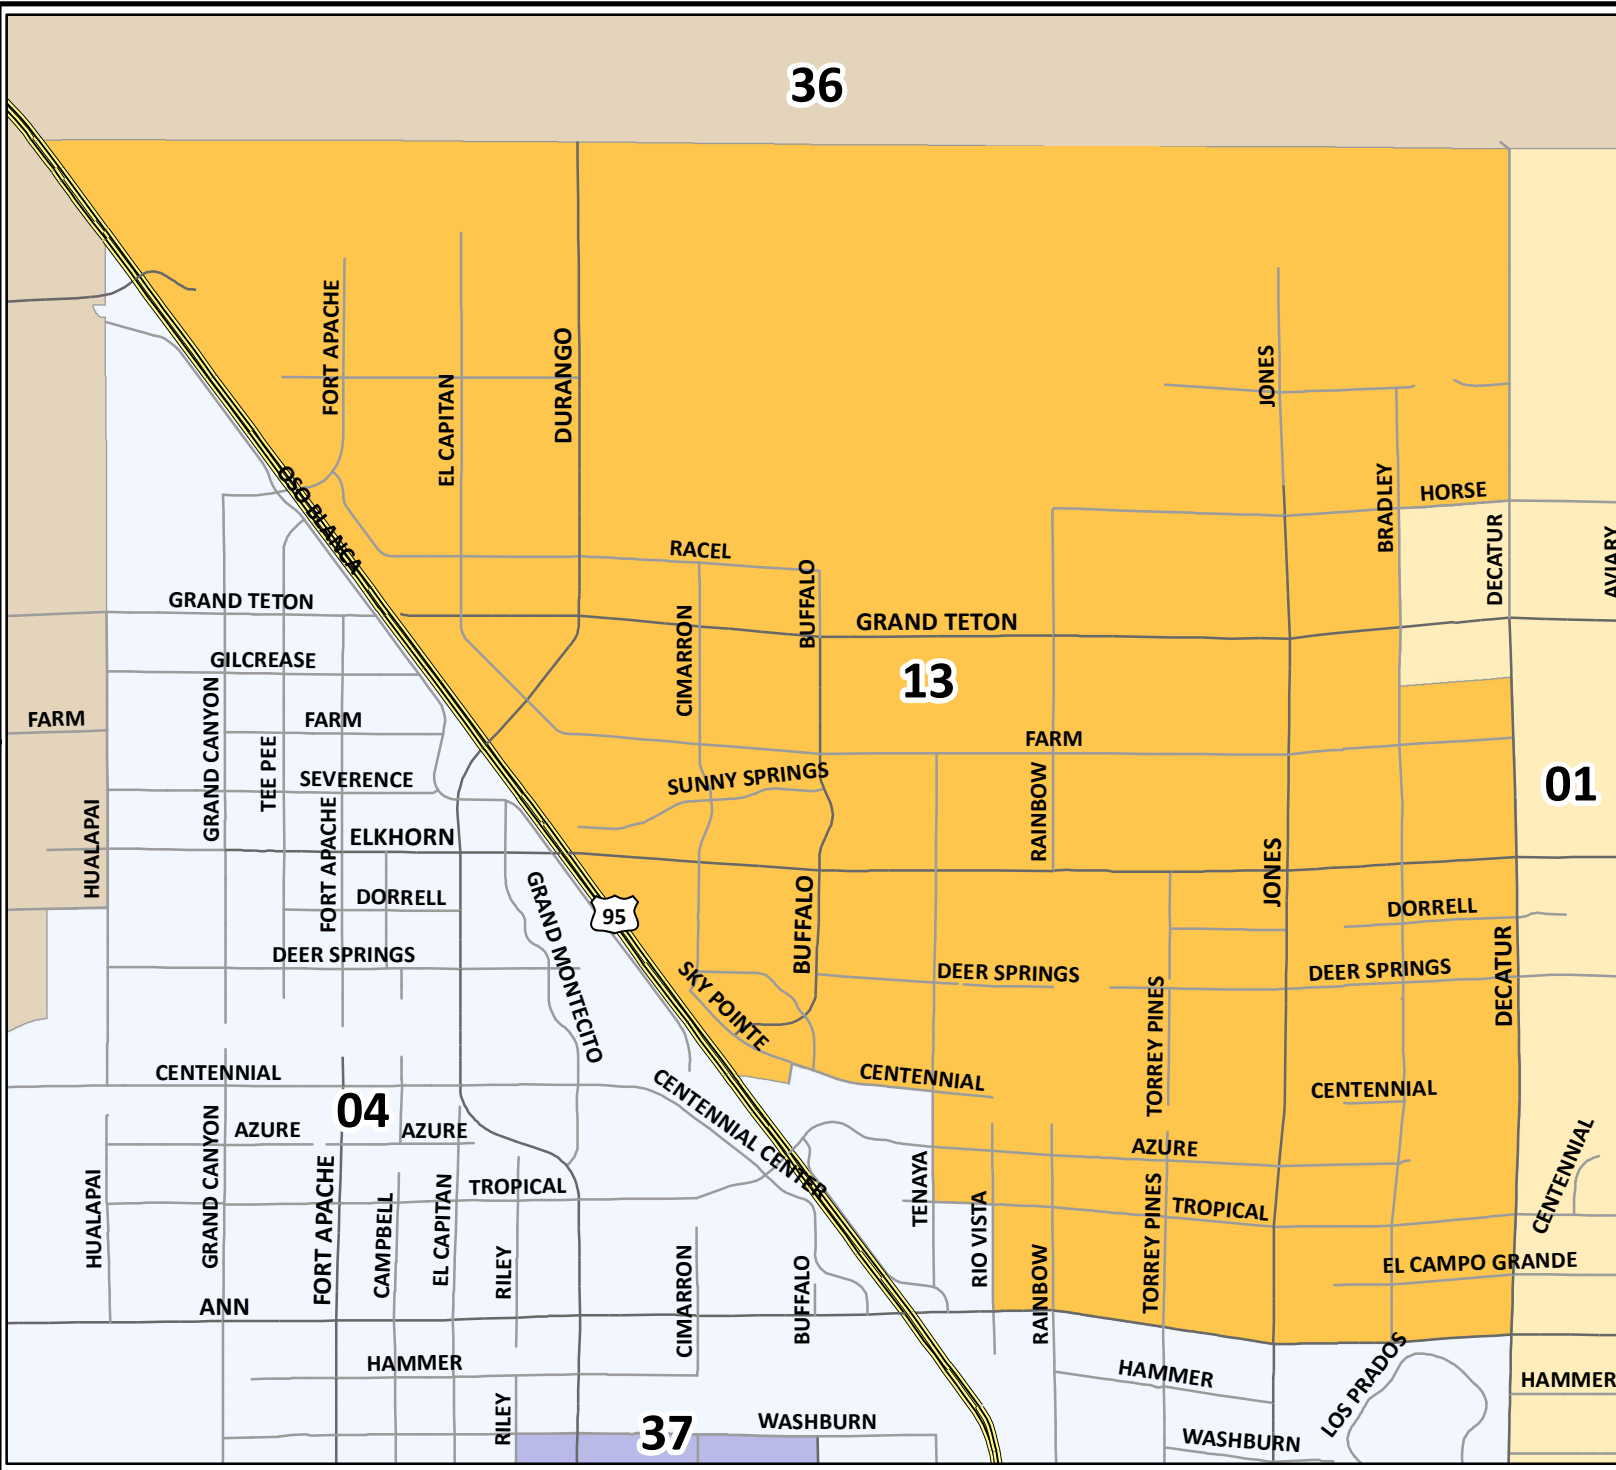 36
FORT APACHE
EL CAPITAN
DURANGO
JONES
OSO BLANCA
BRADLEY
HORSE
DECATUR
AVIARY
RACEL
BUFFALO
CIMARRON
GRAND TETON
GRAND TETON
GILCREASE
13
FARM
GRAND CANYON
FARM
TEE PEE
SEVERENCE
FARM
SUNNY SPRINGS
RAINBOW
01
HUALAPAI
FORT APACHE
ELKHORN
JONES
DORRELL
GRAND MONTECITO
95
BUFFALO
DORRELL
DEER SPRINGS
SKY POINTE
DEER SPRINGS
DEER SPRINGS
DECATUR
TORREY PINES
CENTENNIAL
CENTENNIAL
CENTENNIAL
CENTENNIAL CENTER
04
AZURE
AZURE
AZURE
GRAND CANYON
HUALAPAI
FORT APACHE
CAMPBELL
EL CAPITAN
TROPICAL
RILEY
CIMARRON
BUFFALO
TENAYA
RIO VISTA
RAINBOW
TORREY PINES
TROPICAL
CENTENNIAL
EL CAMPO GRANDE
ANN
HAMMER
HAMMER
LOS PRADOS
HAMMER
RILEY
37
WASHBURN
WASHBURN